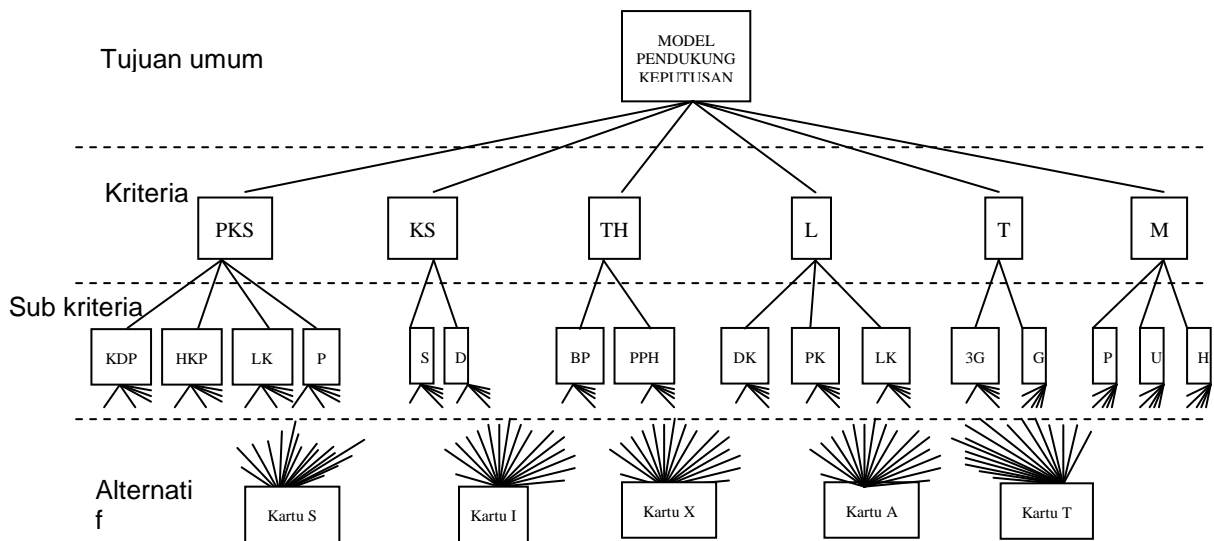 Tujuan umum
MODEL
PENDUKUNG
KEPUTUSAN
Kriteria
PKS
KS
TH
L
T
M
Sub kriteria
KDP
HKP
LK
P
S
D
BP
PPH
DK
PK
LK
3G
G
P
U
H
Alternati
f
Kartu S
Kartu I
Kartu X
Kartu A
Kartu T